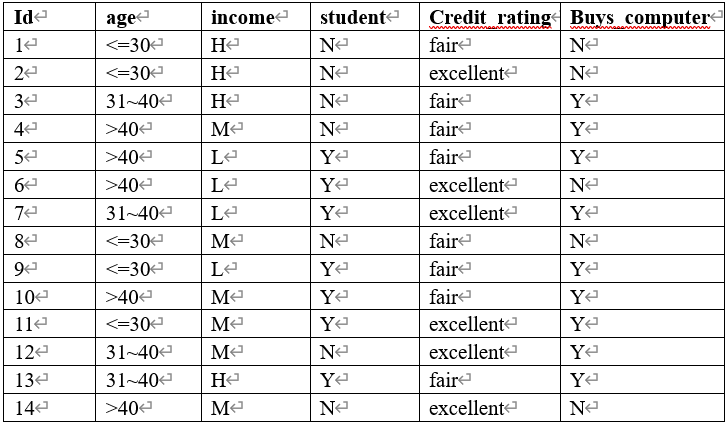 Id age income student Credit_rating Buys_computer
1 <=30 H N fair N
2 <=30 H N excellent N
3 31~40 H N fair Y
4 >40 M N fair Y
5 >40 L Y fair Y
6 >40 L Y excellent N
7 31~40 L Y excellent Y
8 <=30 M N fair N
9 <=30 L Y fair Y
10 >40 M Y fair Y
11 <=30 M Y excellent Y
12 31~40 M N excellent Y
13 31~40 H Y fair Y
14 >40 M N excellent N